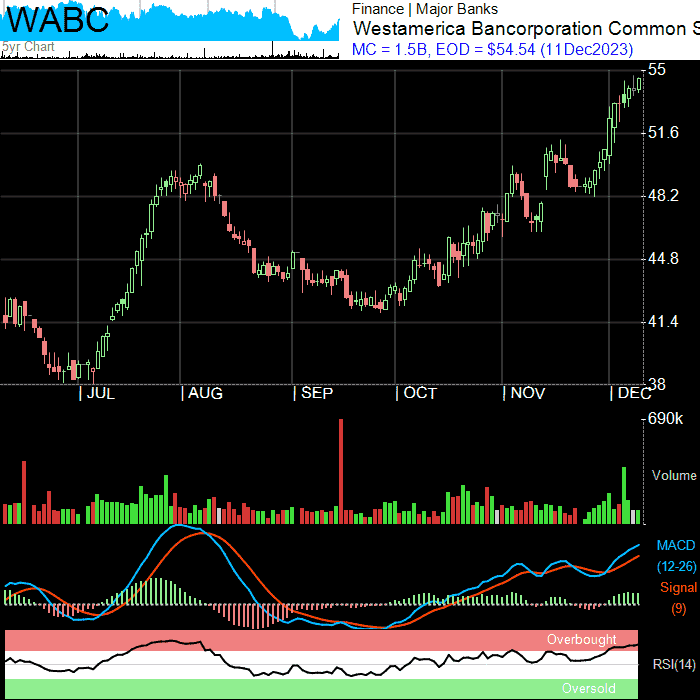 WABC
5yr Chart
Finance | Major Banks
Westamerica Bancorporation Common S
MC = 1.5B, EOD = $54.54 (11Dec2023)
55
51.6
48.2
44.8
41.4
38
| JUL | AUG | SEP | OCT | NOV | DEC
690k
Volume
MACD
(12-26)
Signal
(9)
Overbought
RSI(14)
Oversold